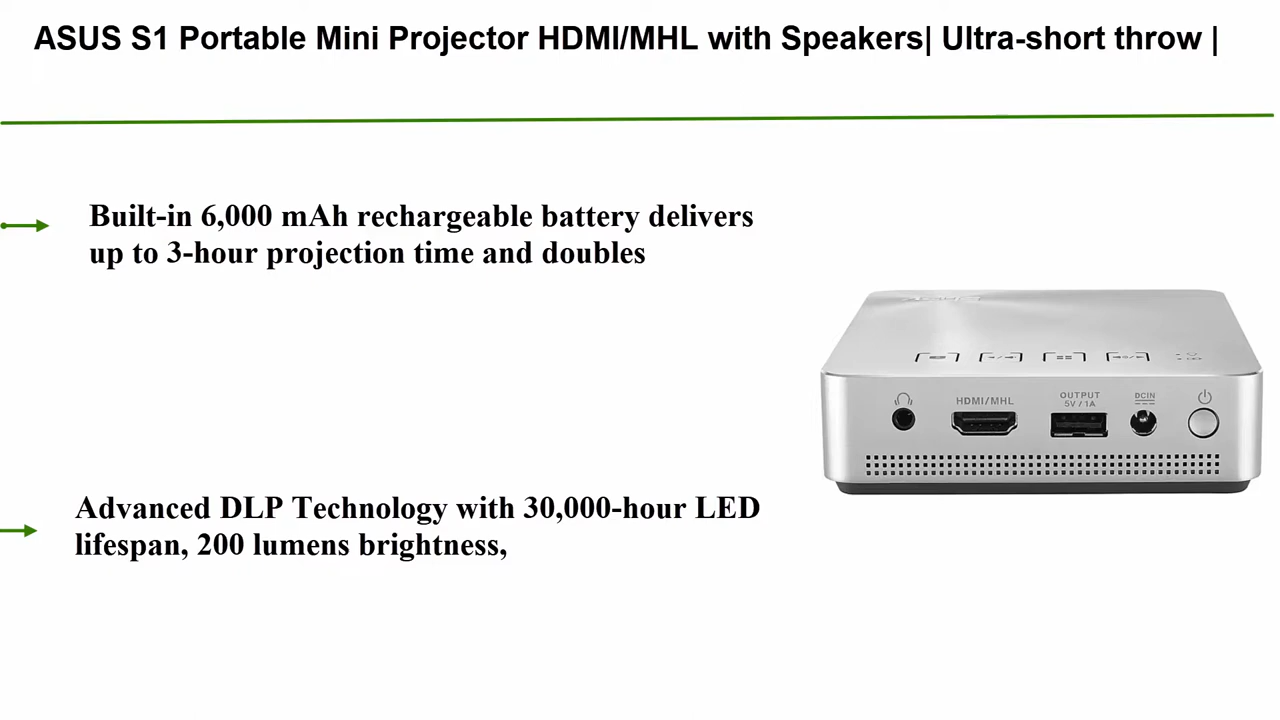 ASUS S1 Portable Mini Projector HDMI/MHL with Speakers| Ultra-short throw |
Built-in 6,000 mAh rechargeable battery delivers
up to 3-hour projection time and doubles
HDMI/MHL
OUTPUT
5V / 1A
DCIN
Advanced DLP Technology with 30,000-hour LED
lifespan, 200 lumens brightness,